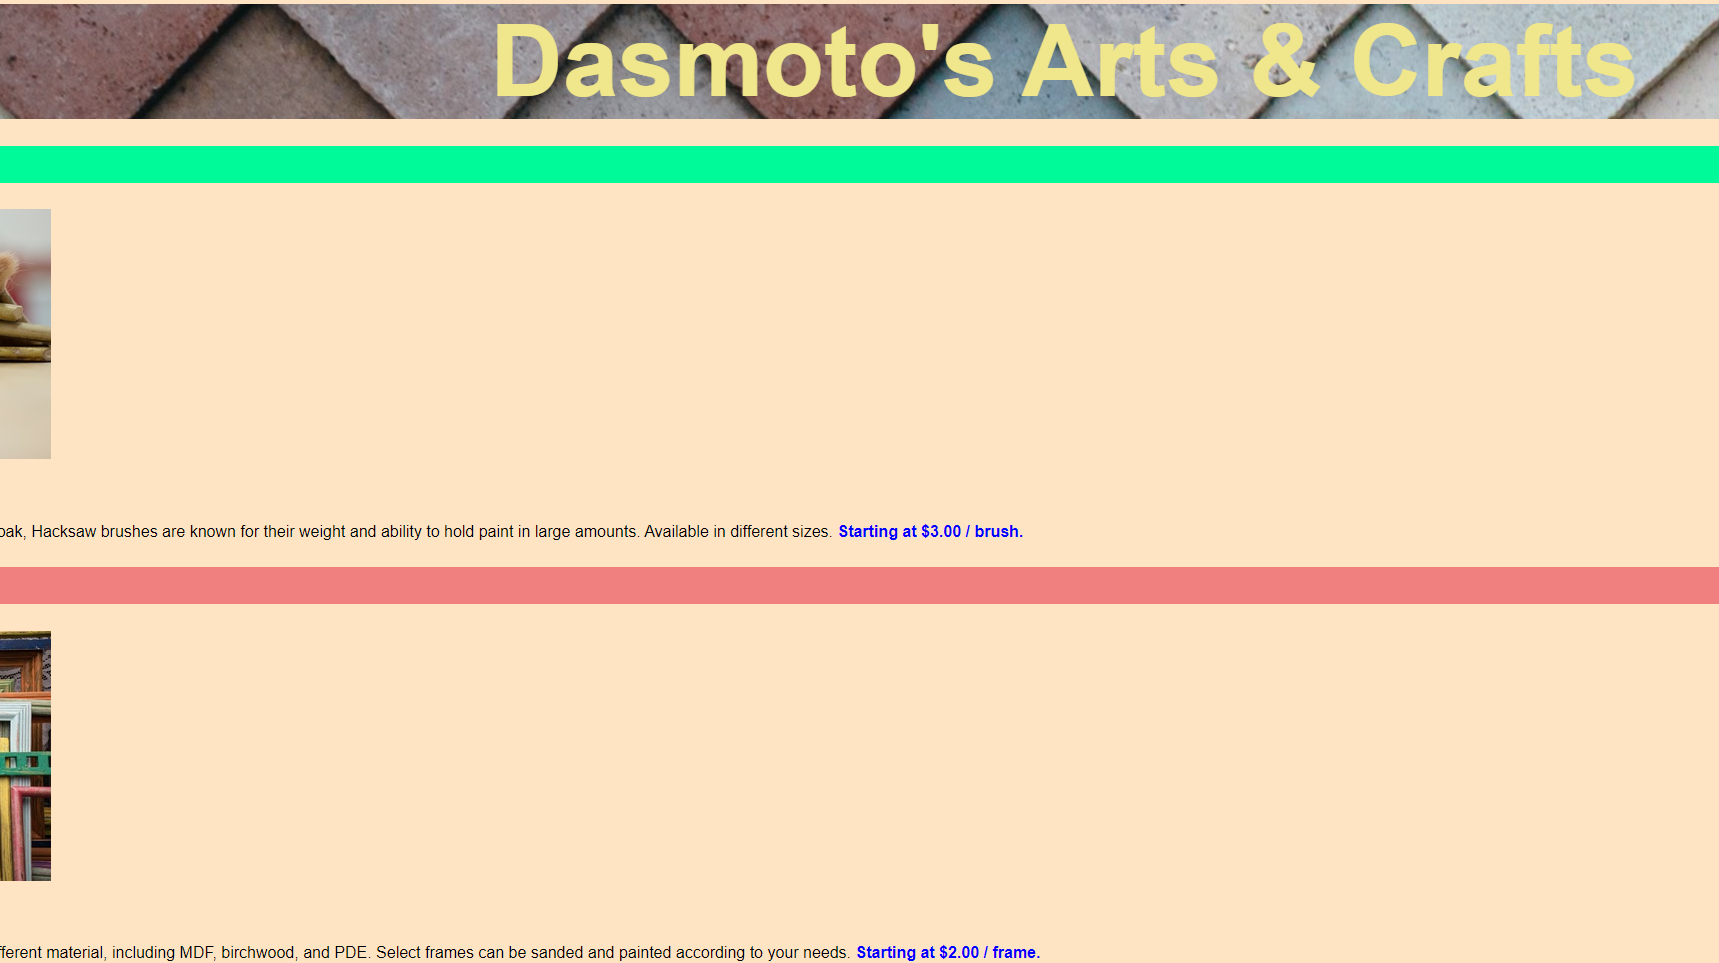 Dasmoto's Arts & Crafts
oak, Hacksaw brushes are known for their weight and ability to hold paint in large amounts. Available in different sizes. Starting at $3.00 / brush.
fferent material, including MDF, birchwood, and PDE. Select frames can be sanded and painted according to your needs. Starting at $2.00 / frame.